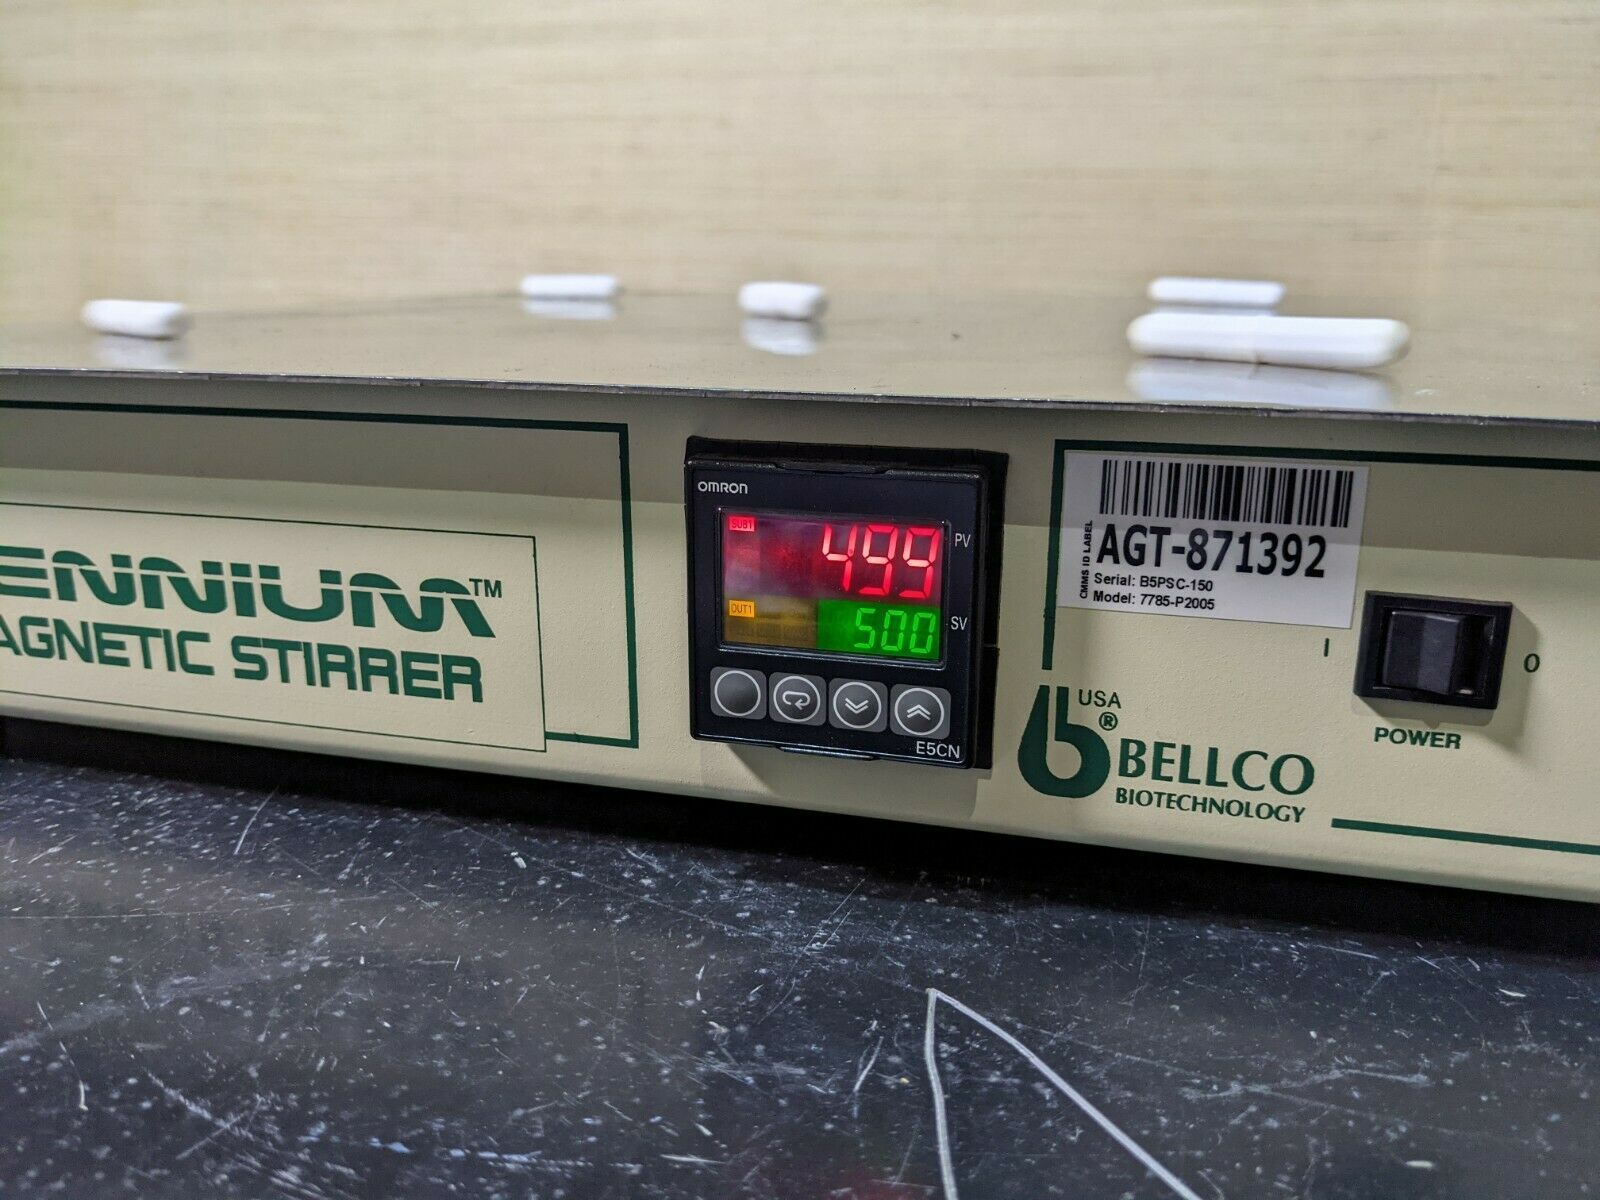 ENNIUM™
AGNETIC STIRRER
OMRON
SUB1
499
PV
OUT1
500
SV
E5CN
CMMS ID LABEL
AGT-871392
Serial: B5PSC-150
Model: 7785-P2005
USA
®
BELLCO
BIOTECHNOLOGY
I
O
POWER